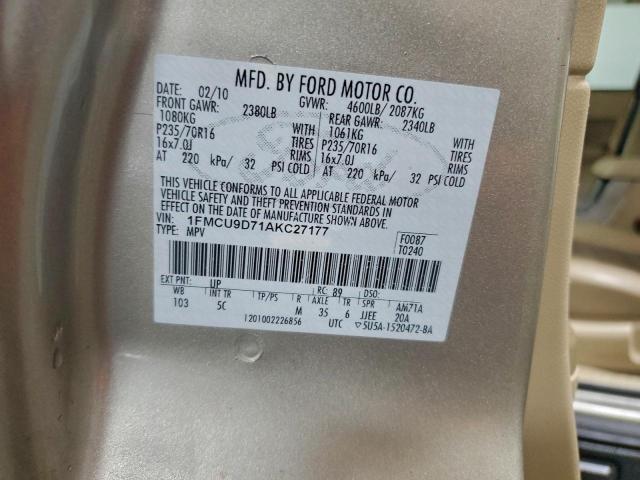 MFD. BY FORD MOTOR CO.
DATE: 02/10 GVWR: 4600LB/ 2087KG
FRONT GAWR: 2380LB REAR GAWR: 2340LB
1080KG WITH 1061KG WITH
P235/70R16 TIRES P235/70R16 TIRES
16x7.0J RIMS 16x7.0J RIMS
AT 220 kPa/ 32 PSI COLD AT 220 kPa/ 32 PSI COLD
THIS VEHICLE CONFORMS TO ALL APPLICABLE FEDERAL MOTOR
VEHICLE SAFETY AND THEFT PREVENTION STANDARDS IN
EFFECT ON THE DATE OF MANUFACTURE SHOWN ABOVE.
VIN: 1FMCU9D71AKC27177 F0087
TYPE: MPV T0240
EXT PNT: UP RC: 89 DSO:
WB INT TR TP/PS R AXLE TR SPR AM71A
103 5C M 35 6 JJEE 20A
1201002226856 UTC ▽5U5A-1520472-BA